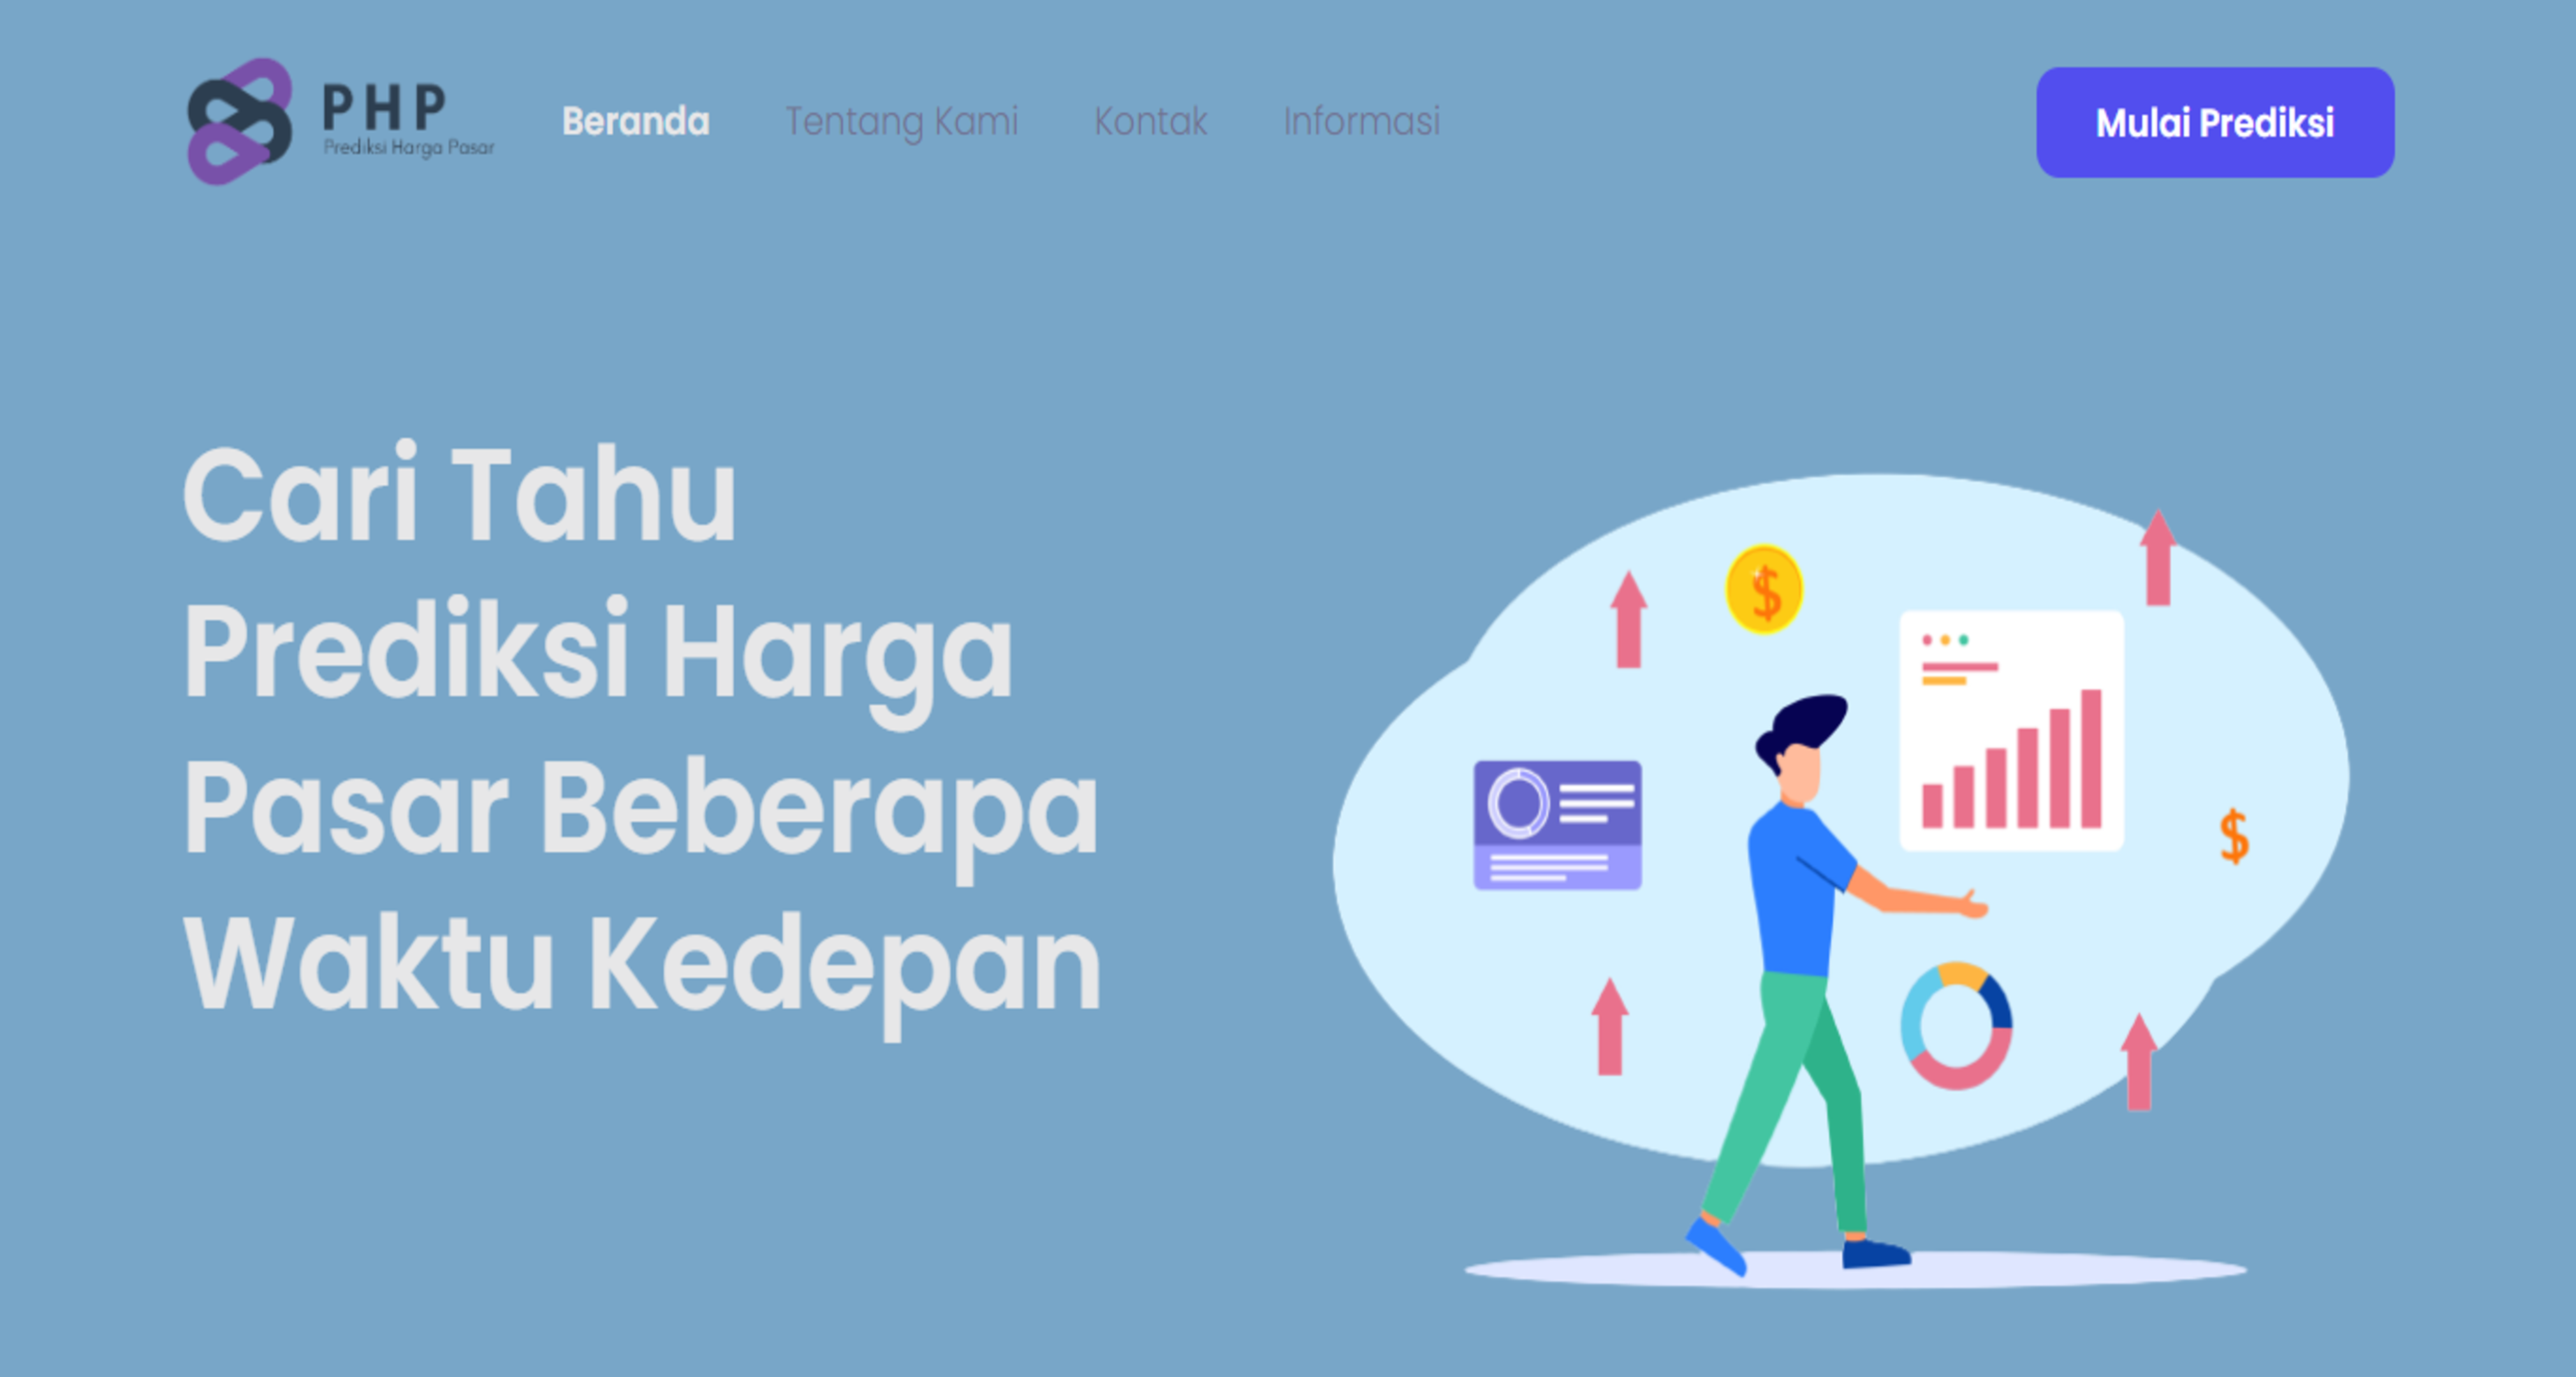 PHP
Prediksi Harga Pasar
Beranda
Tentang Kami
Kontak
Informasi
Mulai Prediksi
Cari Tahu
Prediksi Harga
Pasar Beberapa
Waktu Kedepan
$
$